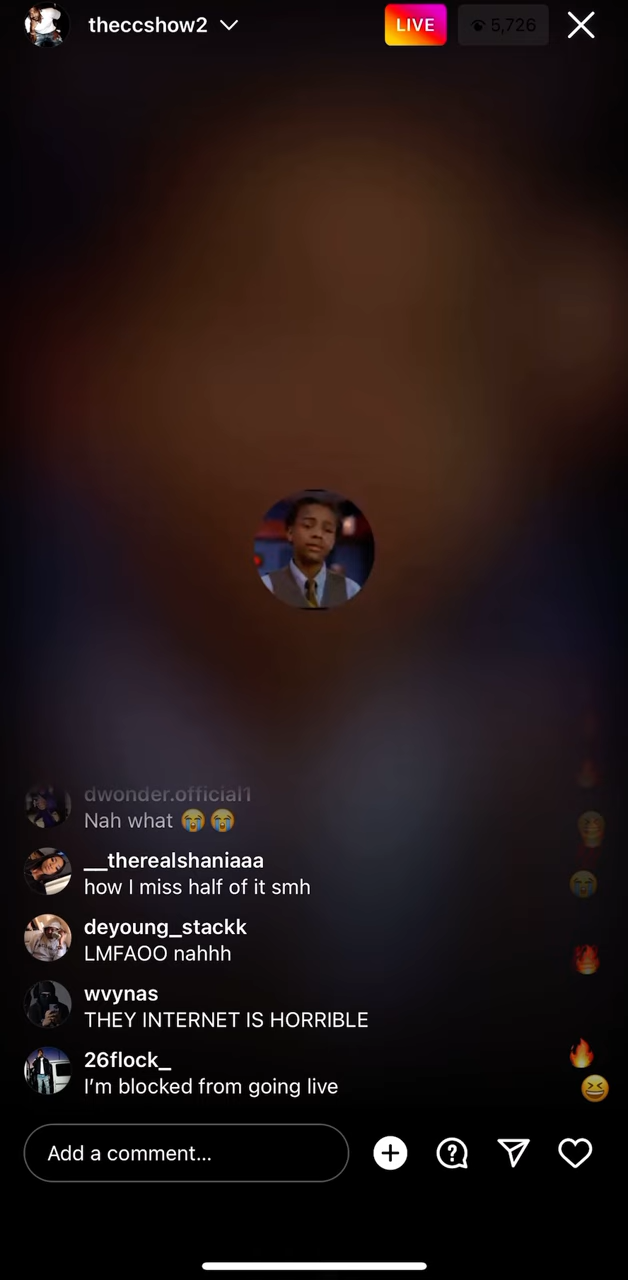 theccshow2
LIVE
5,726
dwonder.official1
Nah what 😭😭
__therealshaniaaa
how I miss half of it smh
deyoung_stackk
LMFAOO nahhh
wvynas
THEY INTERNET IS HORRIBLE
26flock_
I’m blocked from going live
Add a comment...